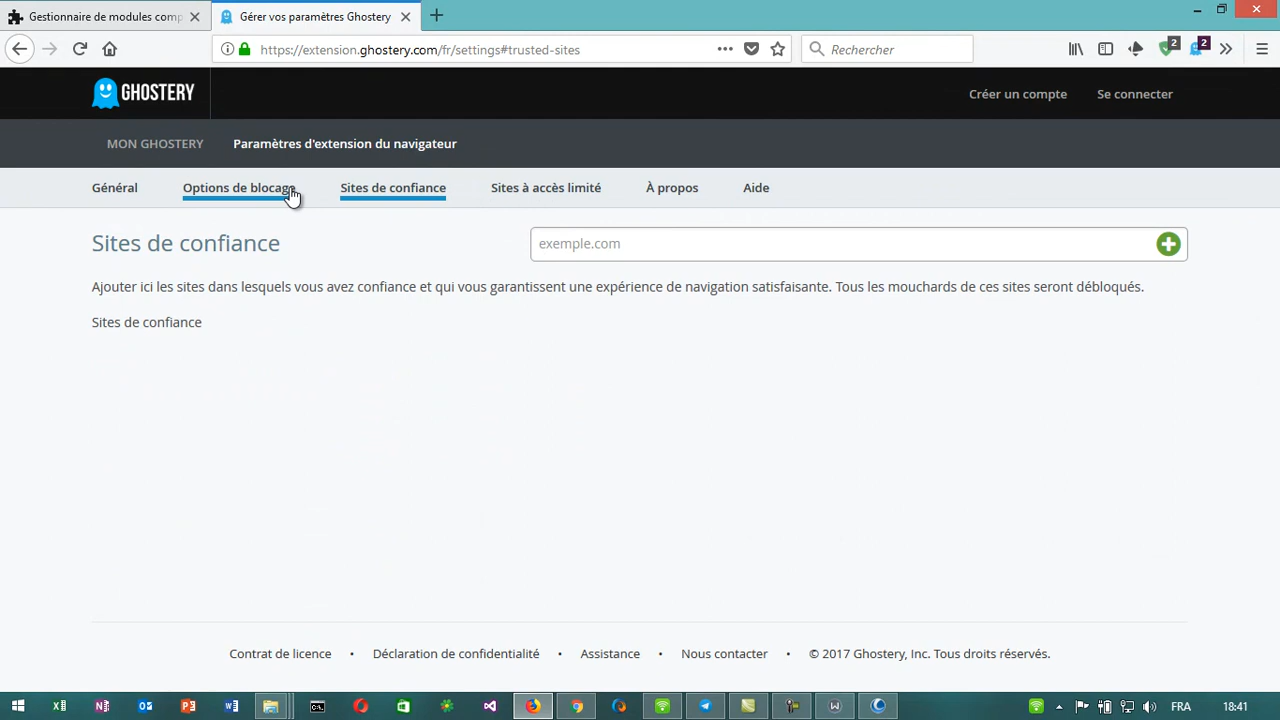 Gestionnaire de modules comp
Gérer vos paramètres Ghostery
https://extension.ghostery.com/fr/settings#trusted-sites
Rechercher
2
2
GHOSTERY
Créer un compte
Se connecter
MON GHOSTERY
Paramètres d'extension du navigateur
Général
Options de blocage
Sites de confiance
Sites à accès limité
À propos
Aide
Sites de confiance
exemple.com
Ajouter ici les sites dans lesquels vous avez confiance et qui vous garantissent une expérience de navigation satisfaisante. Tous les mouchards de ces sites seront débloqués.
Sites de confiance
Contrat de licence • Déclaration de confidentialité • Assistance • Nous contacter • © 2017 Ghostery, Inc. Tous droits réservés.
FRA
18:41